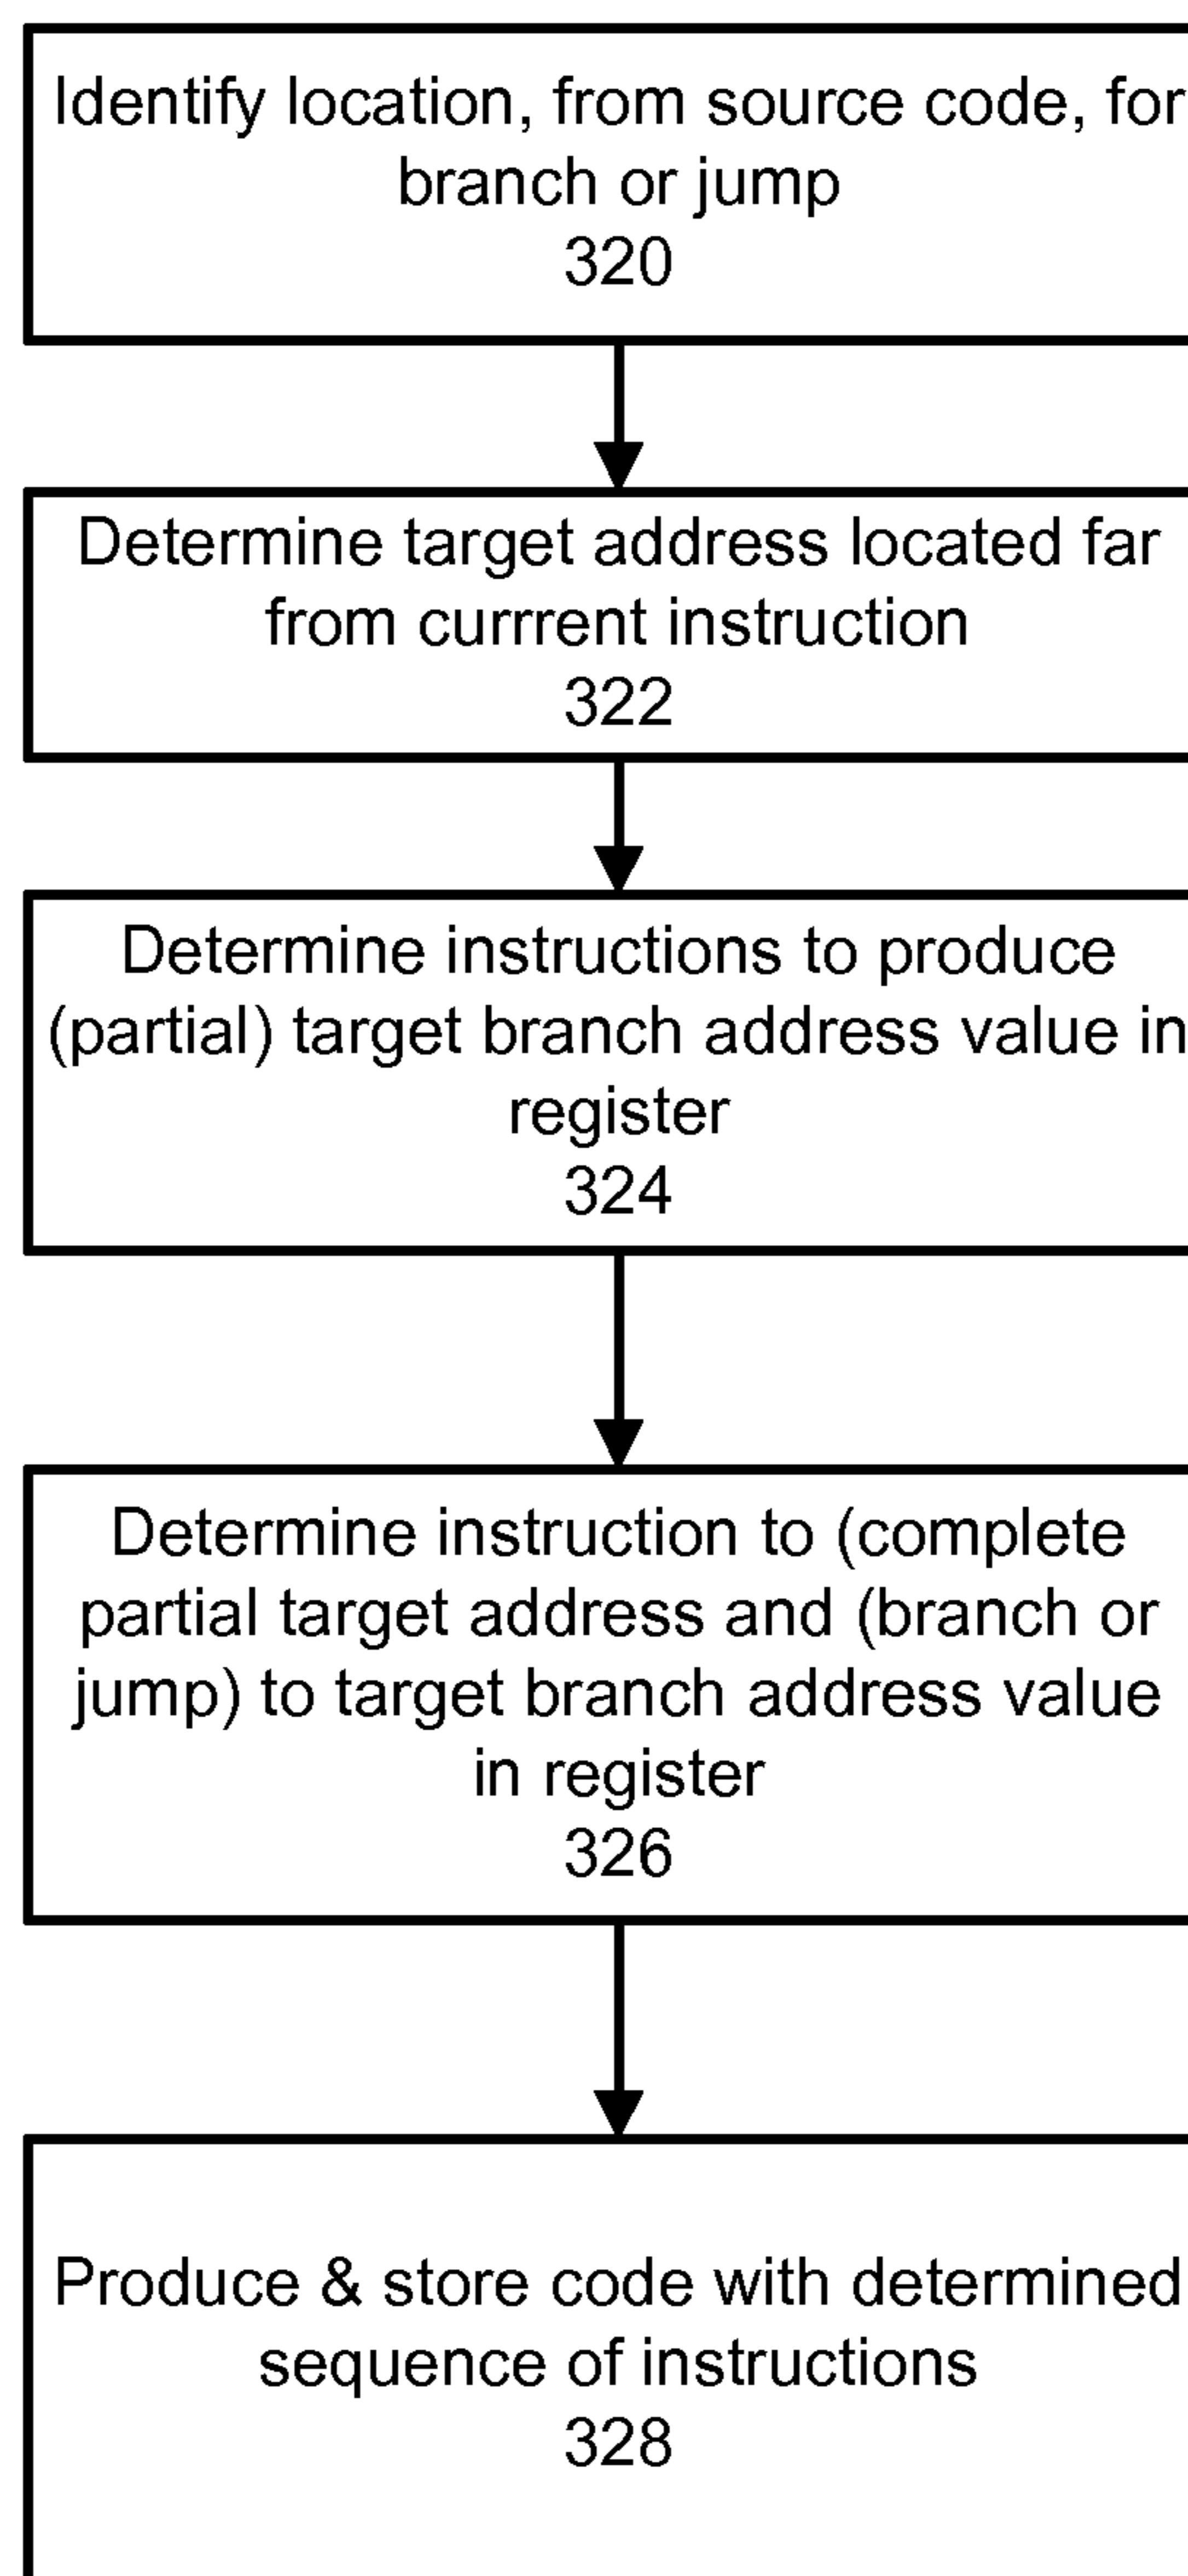 Identify location, from source code, for
branch or jump
320
Determine target address located far
from currrent instruction
322
Determine instructions to produce
(partial) target branch address value in
register
324
Determine instruction to (complete
partial target address and (branch or
jump) to target branch address value
in register
326
Produce & store code with determined
sequence of instructions
328